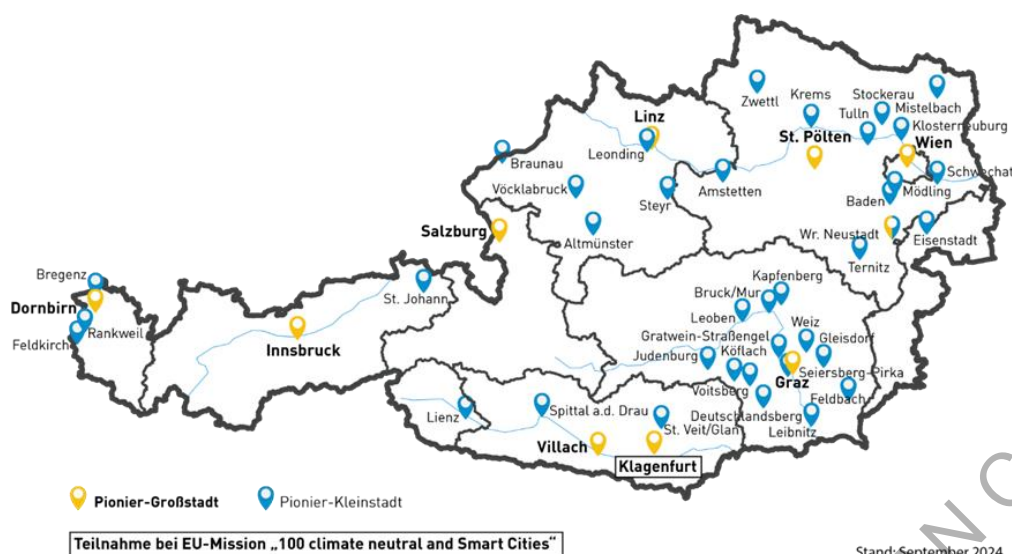 Zwettl
Krems
Stockerau
Mistelbach
Tulln
Klosterneuburg
Linz
St. Pölten
Wien
Leonding
Braunau
Schwechat
Vöcklabruck
Amstetten
Mödling
Steyr
Baden
Salzburg
Altmünster
Wr. Neustadt
Eisenstadt
Ternitz
Bregenz
Kapfenberg
St. Johann
Bruck/Mur
Dornbirn
Leoben
Weiz
Rankweil
Gratwein-Straßengel
Gleisdorf
Feldkirch
Innsbruck
Judenburg
Köflach
Seiersberg-Pirka
Graz
Voitsberg
Feldbach
Lienz
Spittal a.d. Drau
Deutschlandsberg
St. Veit/Glan
Leibnitz
Villach
Klagenfurt
Pionier-Großstadt
Pionier-Kleinstadt
Teilnahme bei EU-Mission „100 climate neutral and Smart Cities“
Stand: September 2024